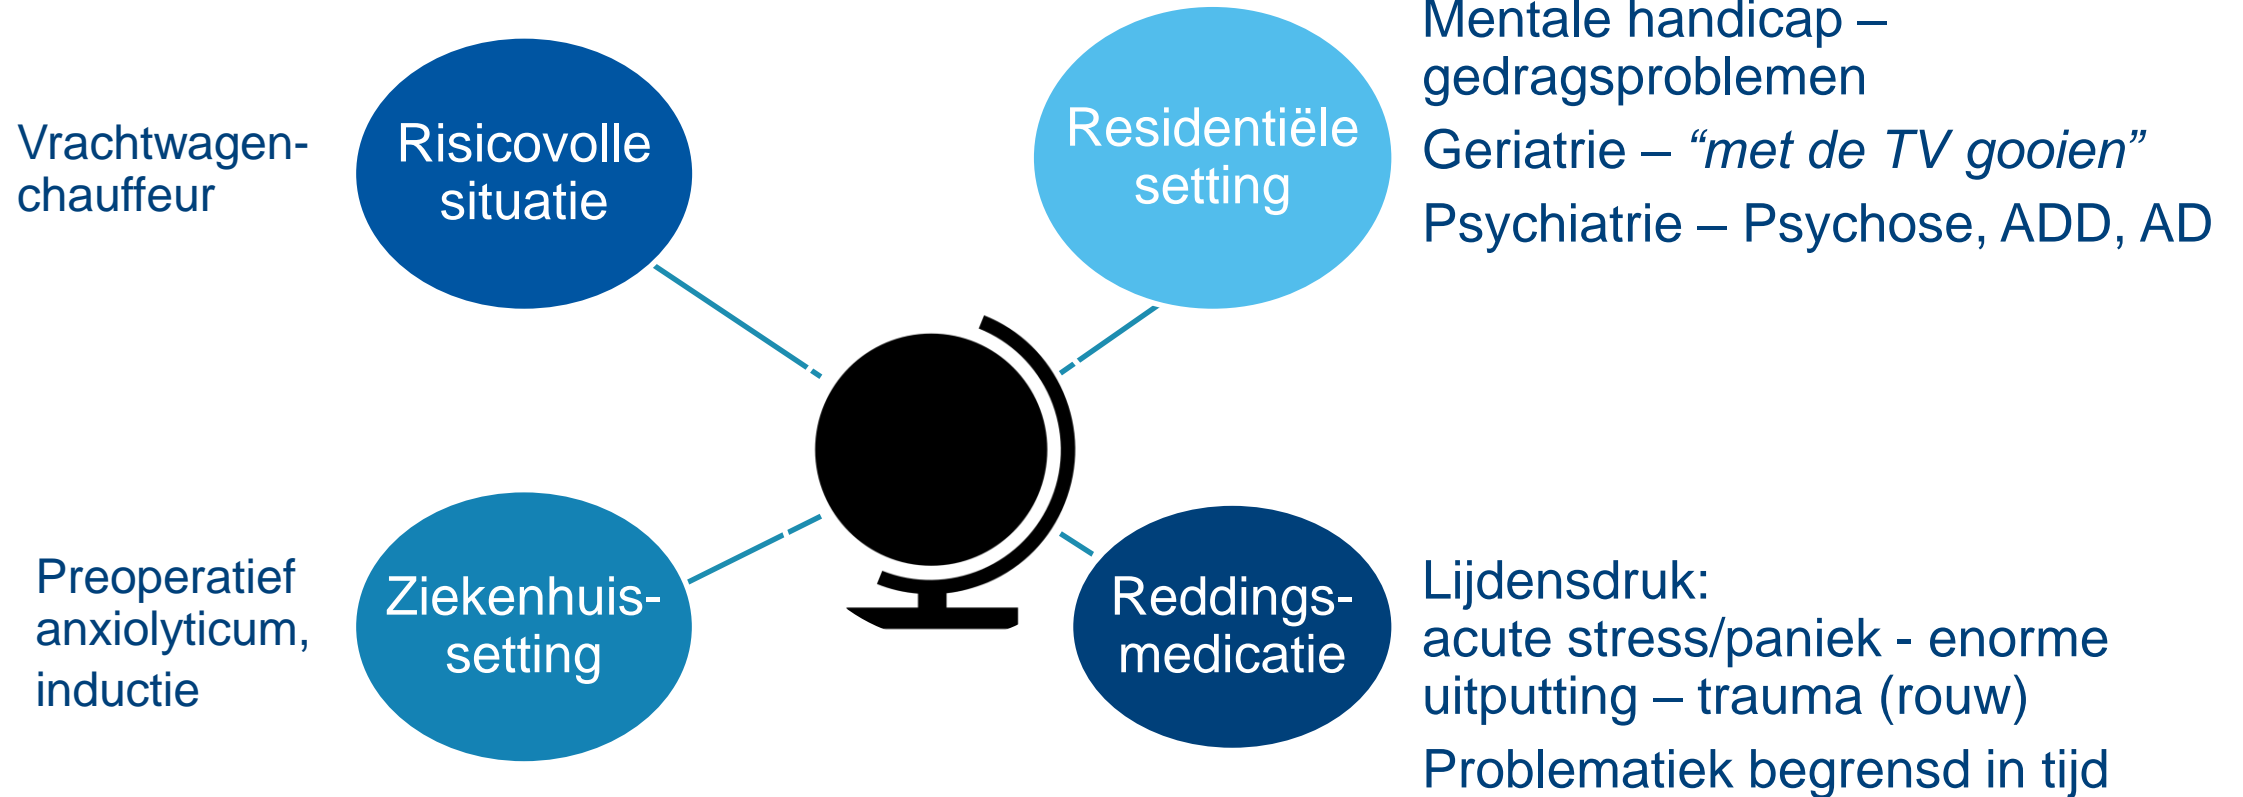 Vrachtwagen-
chauffeur
Risicovolle
situatie
Residentiële
setting
Mentale handicap –
gedragsproblemen
Geriatrie – “met de TV gooien”
Psychiatrie – Psychose, ADD, AD
Preoperatief
anxiolyticum,
inductie
Ziekenhuis-
setting
Reddings-
medicatie
Lijdensdruk:
acute stress/paniek - enorme
uitputting – trauma (rouw)
Problematiek begrensd in tijd